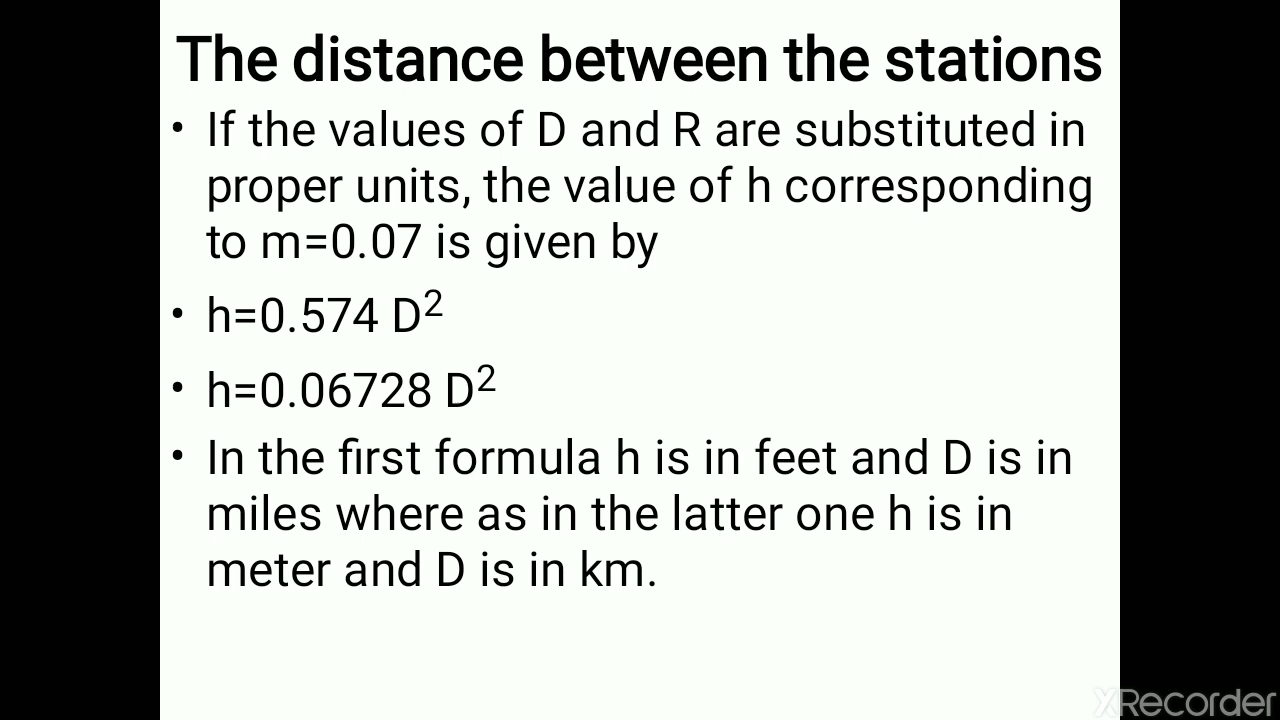 The distance between the stations
• If the values of D and R are substituted in
proper units, the value of h corresponding
to m=0.07 is given by
• h=0.574 D²
• h=0.06728 D²
• In the first formula h is in feet and D is in
miles where as in the latter one h is in
meter and D is in km.
XRecorder